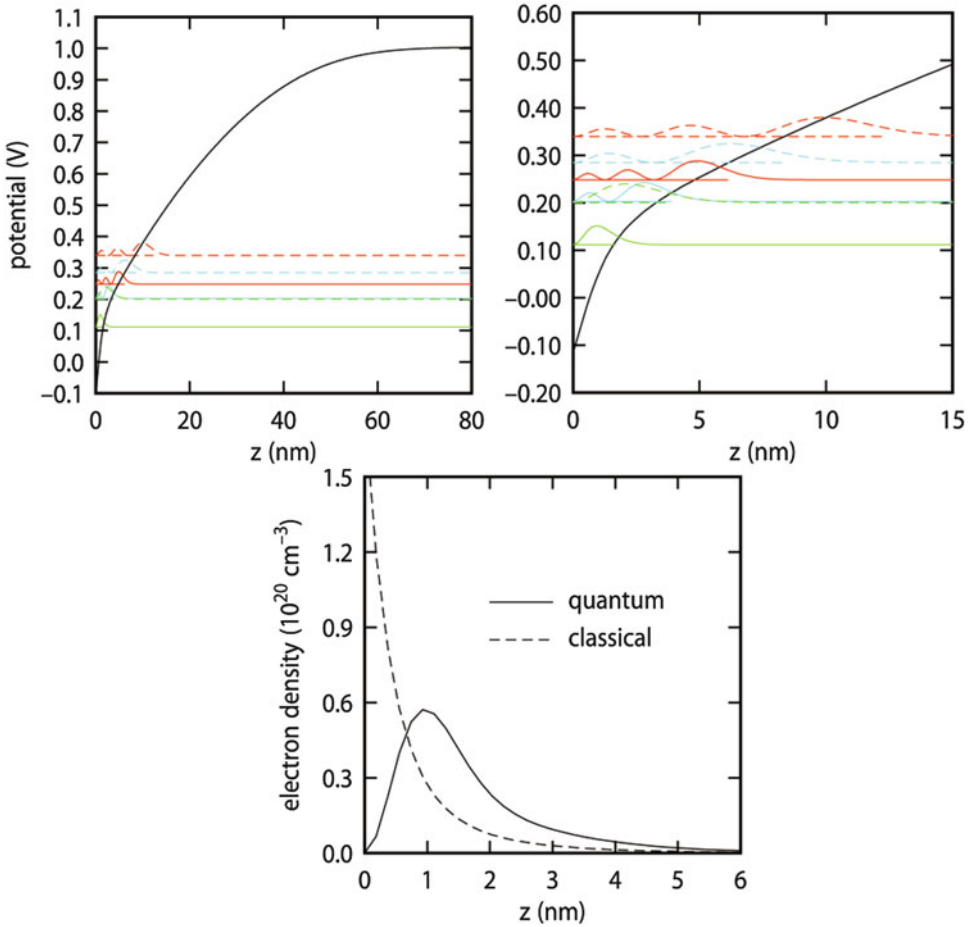 1.1
1.0
0.9
0.8
0.7
0.6
0.5
0.4
0.3
0.2
0.1
0.0
–0.1
potential (V)
0 20 40 60 80
z (nm)
0.60
0.50
0.40
0.30
0.20
0.10
–0.00
–0.10
–0.20
0 5 10 15
z (nm)
1.5
1.2
0.9
0.6
0.3
0.0
electron density (10²⁰ cm⁻³)
quantum
classical
0 1 2 3 4 5 6
z (nm)